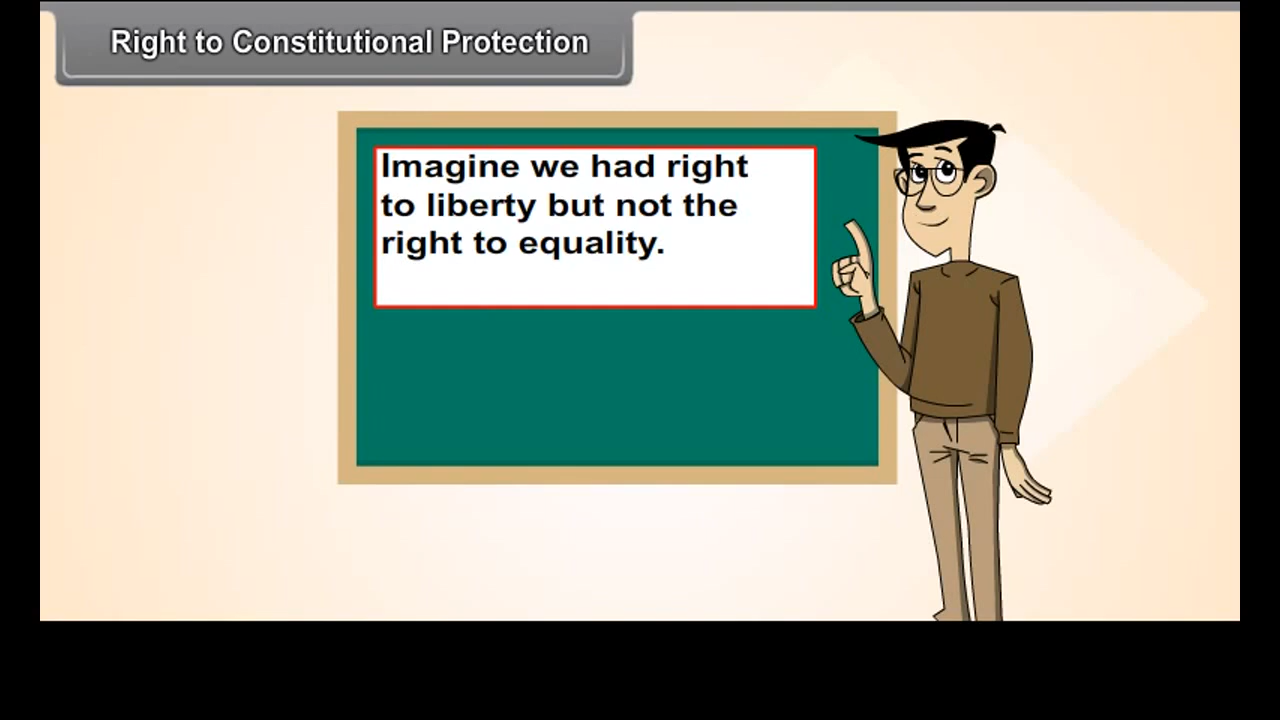 Right to Constitutional Protection
Imagine we had right
to liberty but not the
right to equality.